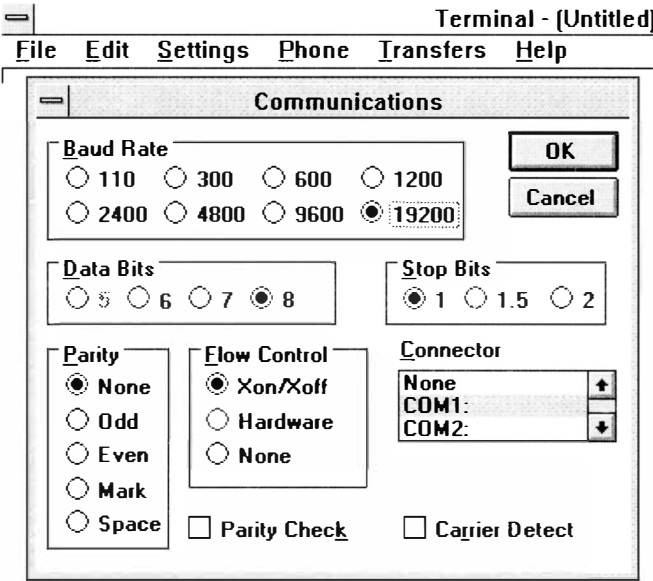 Terminal - (Untitled)
File Edit Settings Phone Transfers Help
Communications
Baud Rate
110 300 600 1200
2400 4800 9600 19200
OK
Cancel
Data Bits
5 6 7 8
Stop Bits
1 1.5 2
Parity
None
Odd
Even
Mark
Space
Flow Control
Xon/Xoff
Hardware
None
Connector
None
COM1:
COM2:
Parity Check
Carrier Detect